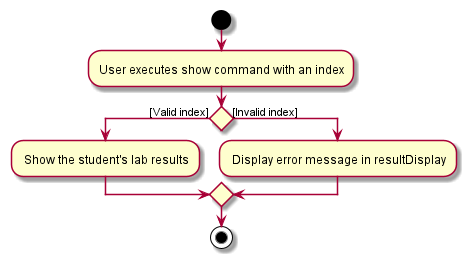 User executes show command with an index
[Valid index]
[Invalid index]
Show the student's lab results
Display error message in resultDisplay